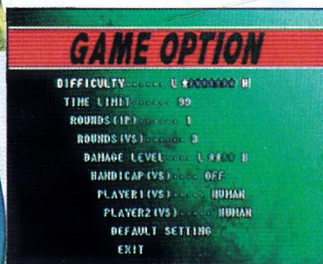 GAME OPTION
DIFFICULTY....... L ★★★★★★★★ H
TIME LIMIT....... 99
ROUNDS(1P)....... 1
ROUNDS(VS)....... 3
DAMAGE LEVEL..... L ★★★★ H
HANDICAP(VS)..... OFF
PLAYER1(VS)..... HUMAN
PLAYER2(VS)..... HUMAN
DEFAULT SETTING
EXIT